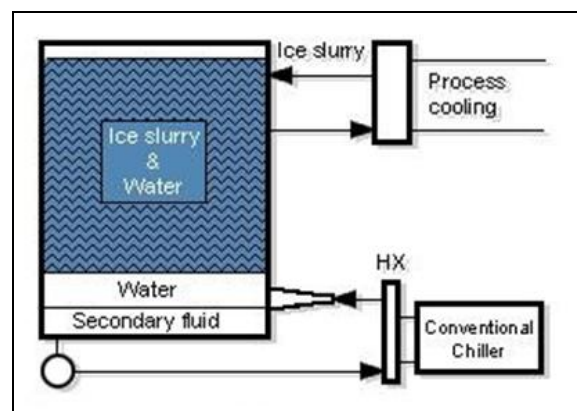 Ice slurry
Process
cooling
Ice slurry
&
Water
HX
Water
Secondary fluid
Conventional
Chiller